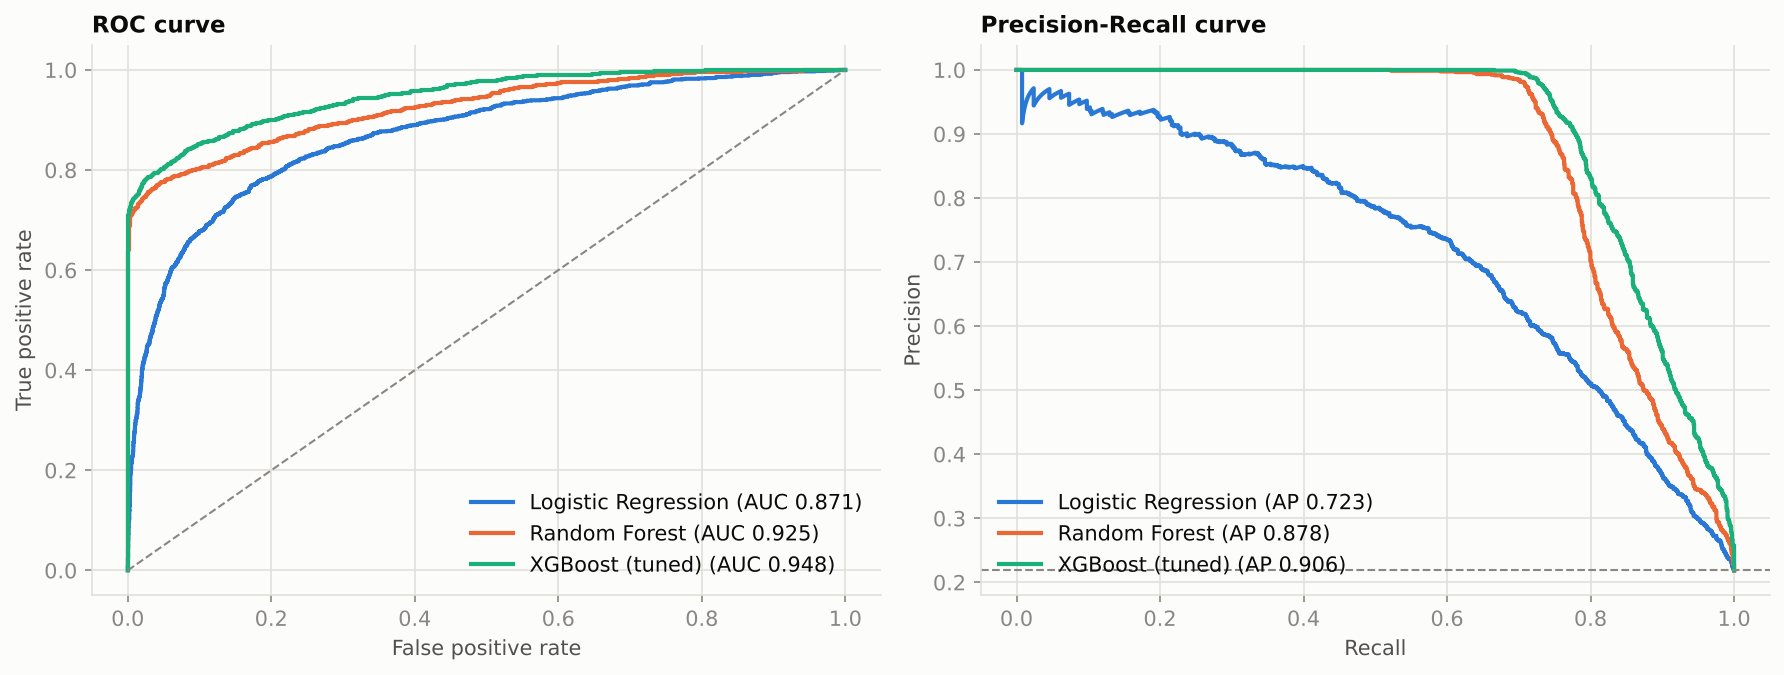 ROC curve
True positive rate
1.0
0.8
0.6
0.4
0.2
0.0
Logistic Regression (AUC 0.871)
Random Forest (AUC 0.925)
XGBoost (tuned) (AUC 0.948)
0.0 0.2 0.4 0.6 0.8 1.0
False positive rate
Precision-Recall curve
Precision
1.0
0.9
0.8
0.7
0.6
0.5
0.4
0.3
0.2
Logistic Regression (AP 0.723)
Random Forest (AP 0.878)
XGBoost (tuned) (AP 0.906)
0.0 0.2 0.4 0.6 0.8 1.0
Recall